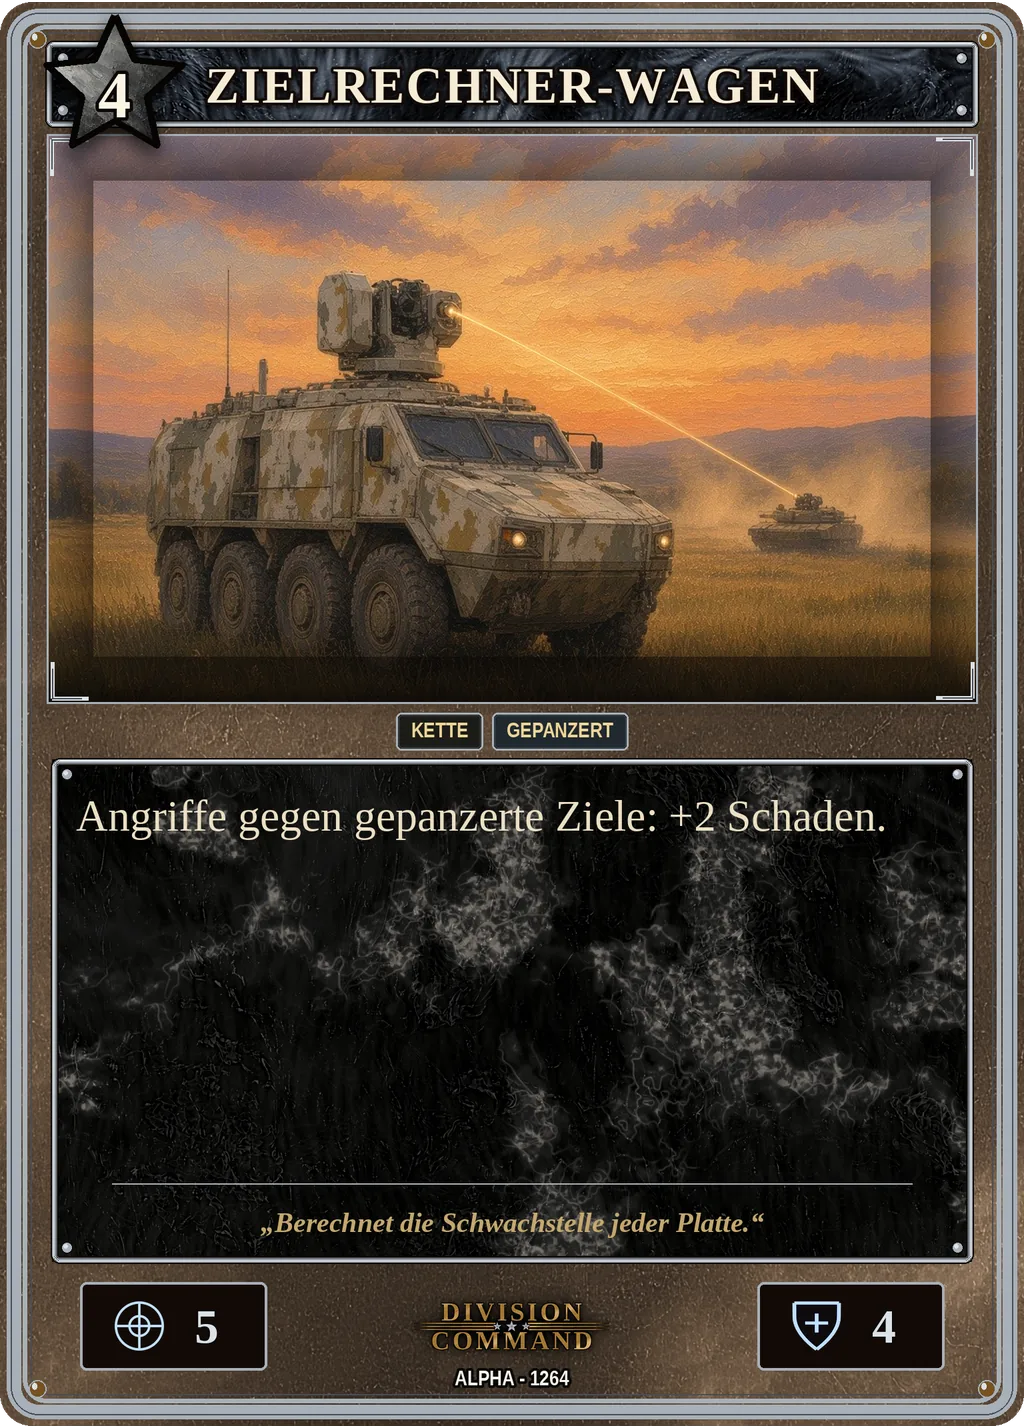 4
ZIELRECHNER-WAGEN
KETTE
GEPANZERT
Angriffe gegen gepanzerte Ziele: +2 Schaden.
„Berechnet die Schwachstelle jeder Platte.“
5
DIVISION
COMMAND
ALPHA - 1264
4